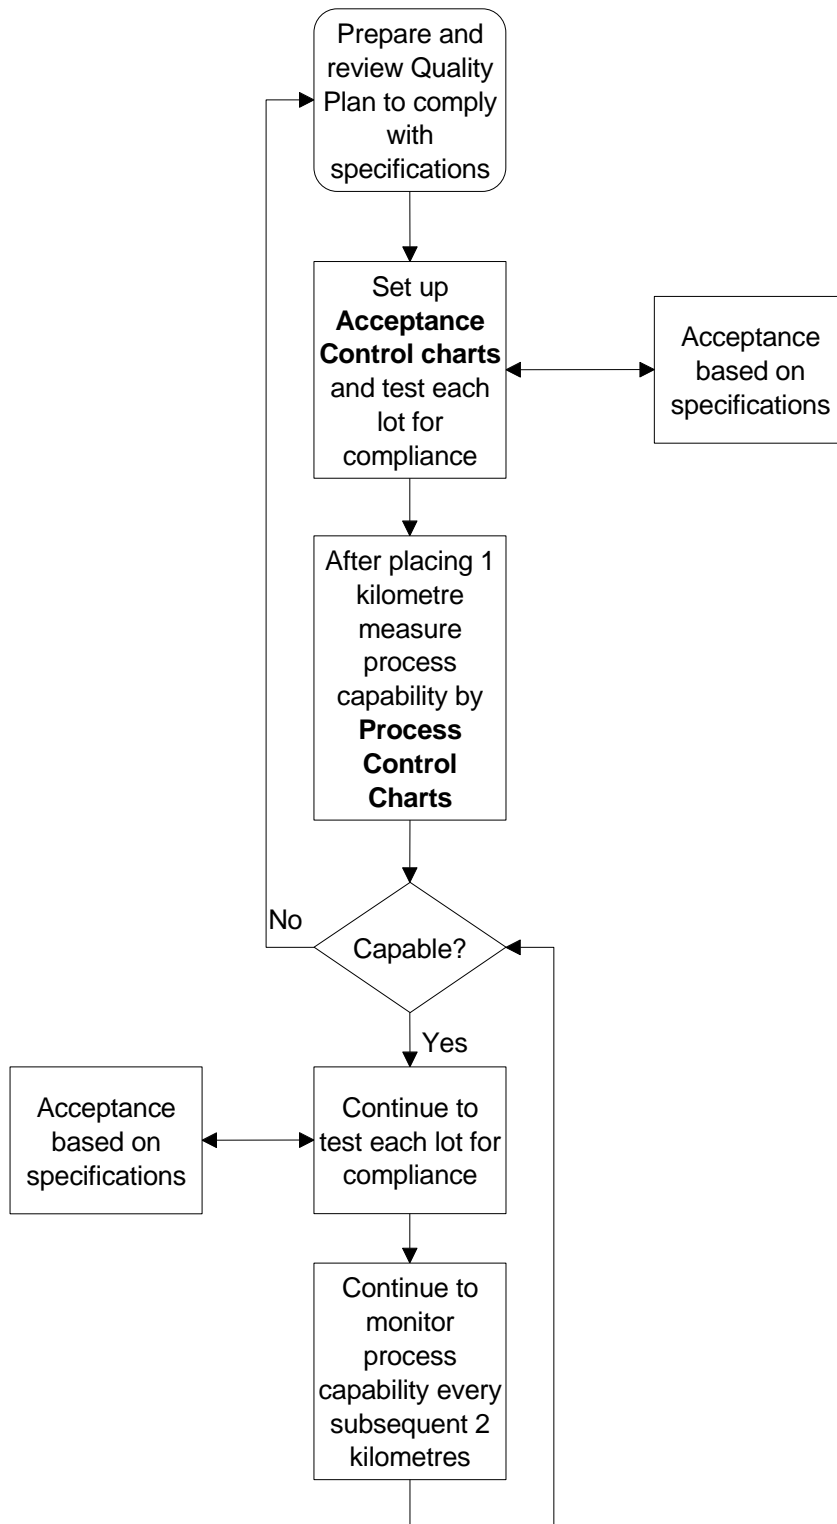 Prepare and
review Quality
Plan to comply
with
specifications
Set up
Acceptance
Control charts
and test each
lot for
compliance
Acceptance
based on
specifications
After placing 1
kilometre
measure
process
capability by
Process
Control
Charts
No
Capable?
Yes
Acceptance
based on
specifications
Continue to
test each lot for
compliance
Continue to
monitor
process
capability every
subsequent 2
kilometres